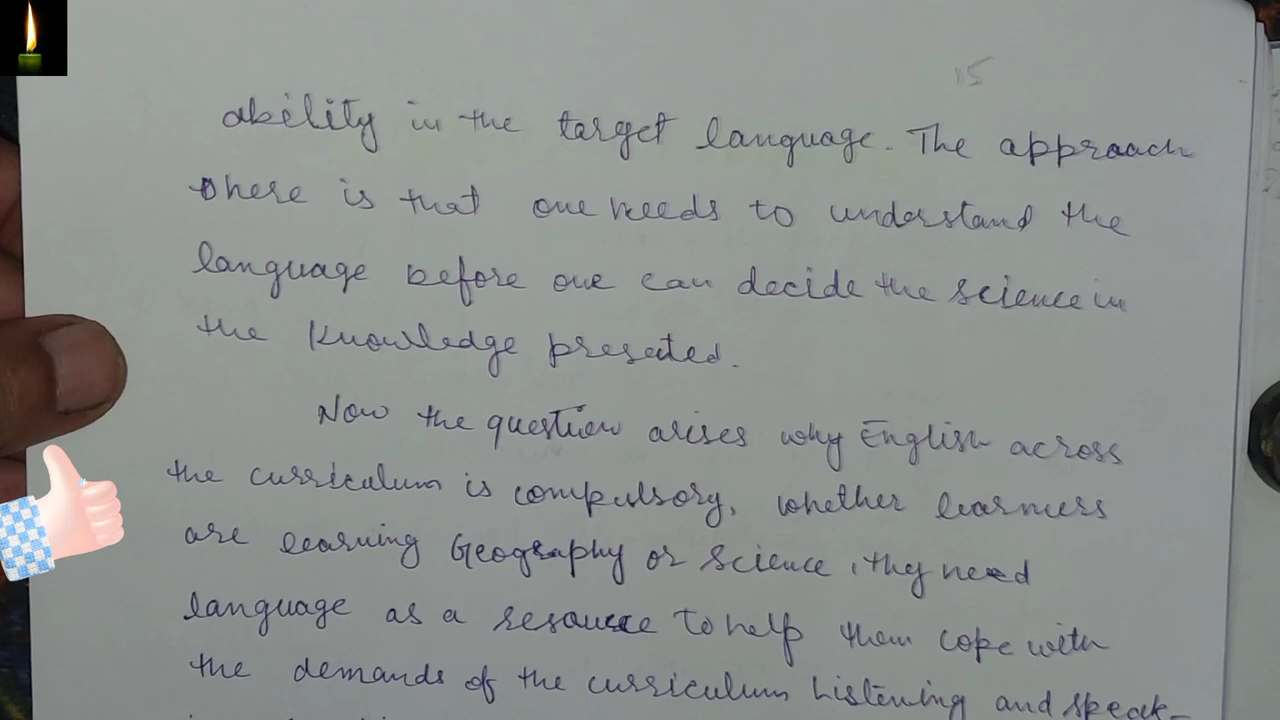 15
ability in the target language. The approach
here is that one needs to understand the
language before one can decide the science in
the Knowledge presated.
Now the question arises why English across
the curriculum is compulsory, whether learners
are learning Geography or science, they need
language as a resource to help them cope with
the demands of the curriculum Listening and speak-